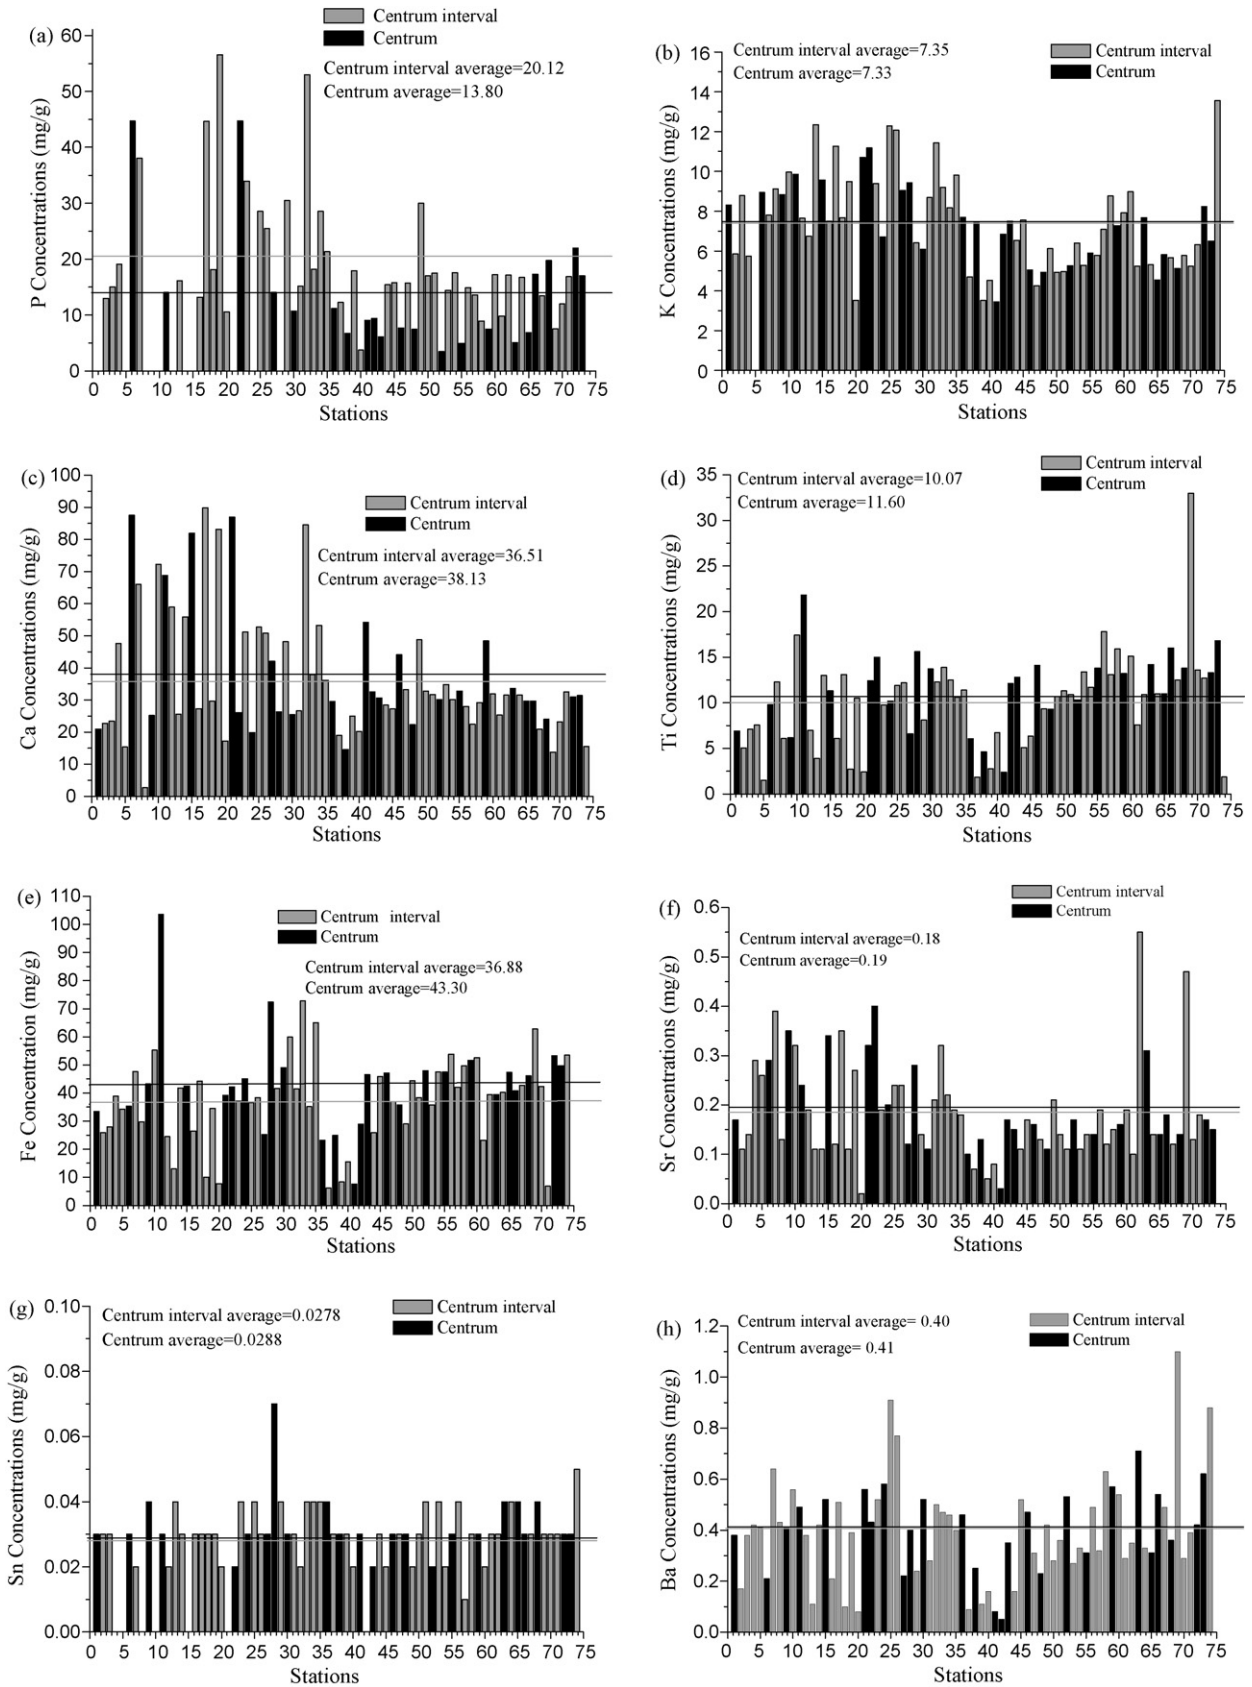 (a)
Centrum interval
Centrum
Centrum interval average=20.12
Centrum average=13.80
P Concentrations (mg/g)
60
50
40
30
20
10
0
0 5 10 15 20 25 30 35 40 45 50 55 60 65 70 75
Stations
(b)
Centrum interval average=7.35
Centrum average=7.33
Centrum interval
Centrum
K Concentrations (mg/g)
16
14
12
10
8
6
4
2
0
0 5 10 15 20 25 30 35 40 45 50 55 60 65 70 75
Stations
(c)
Centrum interval
Centrum
Centrum interval average=36.51
Centrum average=38.13
Ca Concentrations (mg/g)
100
90
80
70
60
50
40
30
20
10
0
0 5 10 15 20 25 30 35 40 45 50 55 60 65 70 75
Stations
(d)
Centrum interval average=10.07
Centrum average=11.60
Centrum interval
Centrum
Ti Concentrations (mg/g)
35
30
25
20
15
10
5
0
0 5 10 15 20 25 30 35 40 45 50 55 60 65 70 75
Stations
(e)
Centrum interval
Centrum
Centrum interval average=36.88
Centrum average=43.30
Fe Concentration (mg/g)
110
100
90
80
70
60
50
40
30
20
10
0
0 5 10 15 20 25 30 35 40 45 50 55 60 65 70 75
Stations
(f)
Centrum interval
Centrum
Centrum interval average=0.18
Centrum average=0.19
Sr Concentrations (mg/g)
0.6
0.5
0.4
0.3
0.2
0.1
0.0
0 5 10 15 20 25 30 35 40 45 50 55 60 65 70 75
Stations
(g)
Centrum interval average=0.0278
Centrum average=0.0288
Centrum interval
Centrum
Sn Concentrations (mg/g)
0.10
0.08
0.06
0.04
0.02
0.00
0 5 10 15 20 25 30 35 40 45 50 55 60 65 70 75
Stations
(h)
Centrum interval average= 0.40
Centrum average= 0.41
Centrum interval
Centrum
Ba Concentrations (mg/g)
1.2
1.0
0.8
0.6
0.4
0.2
0.0
0 5 10 15 20 25 30 35 40 45 50 55 60 65 70 75
Stations